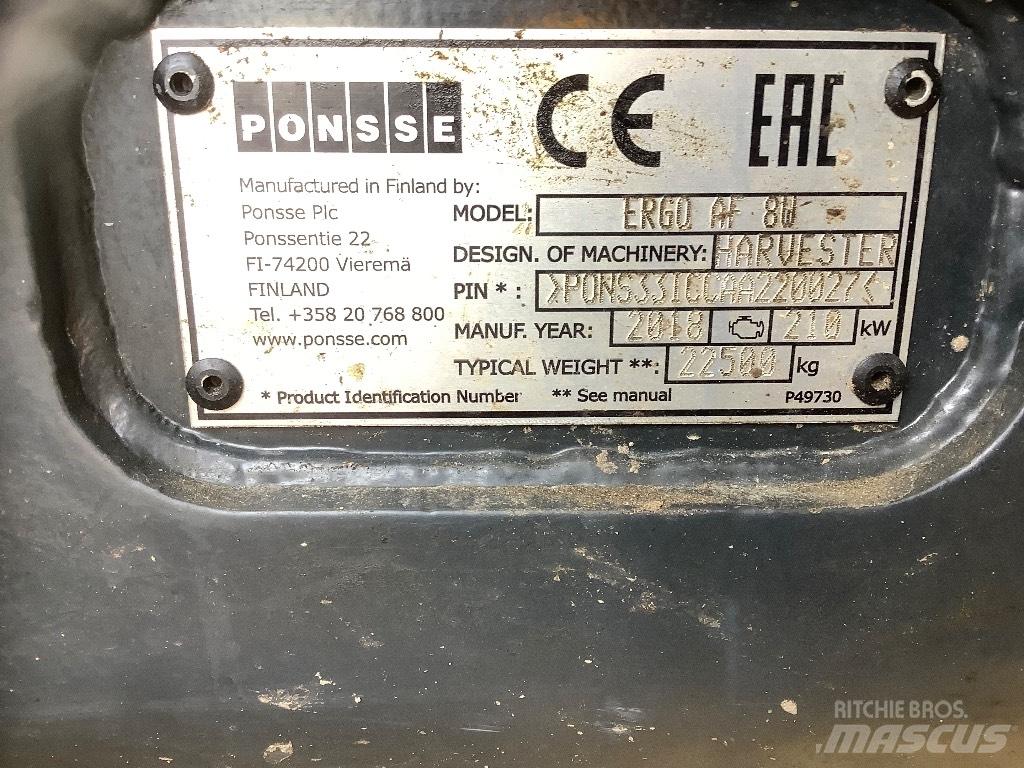 PONSSE CE EAC
Manufactured in Finland by:
Ponsse Plc
Ponssentie 22
FI-74200 Vieremä
FINLAND
Tel. +358 20 768 800
www.ponsse.com
MODEL: ERGO AF 8W
DESIGN. OF MACHINERY: HARVESTER
PIN * :
MANUF. YEAR: 2018 210 kW
TYPICAL WEIGHT **: 22500 kg
* Product Identification Number ** See manual P49730
RITCHIE BROS.
MASCUS